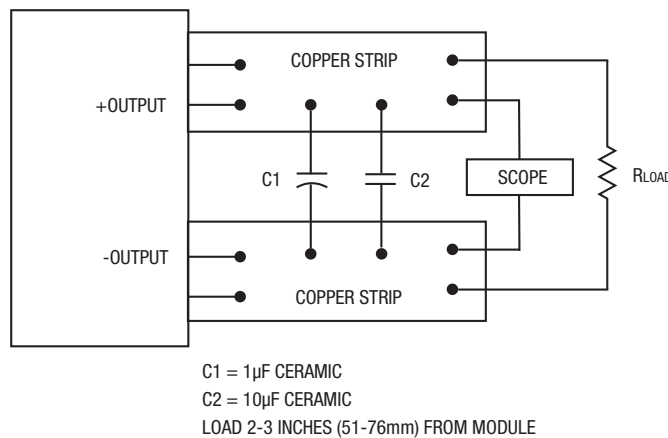 COPPER STRIP
+OUTPUT
C1
C2
SCOPE
RLOAD
-OUTPUT
COPPER STRIP
C1 = 1µF CERAMIC
C2 = 10µF CERAMIC
LOAD 2-3 INCHES (51-76mm) FROM MODULE